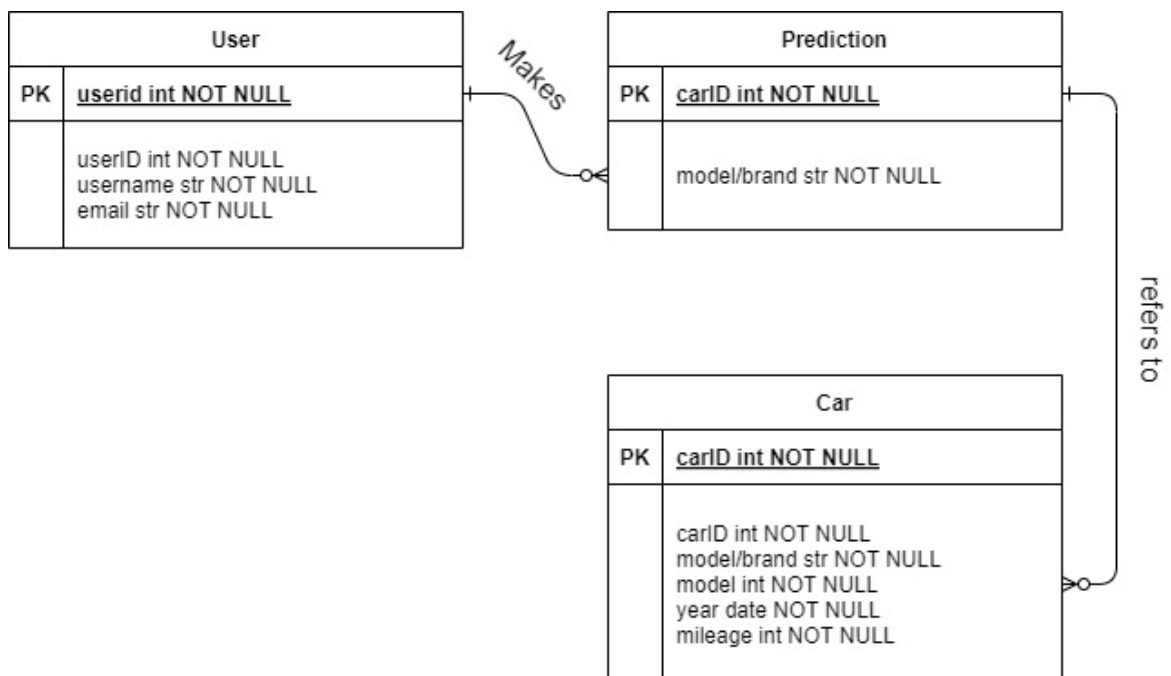 User
PK userid int NOT NULL
userID int NOT NULL
username str NOT NULL
email str NOT NULL
Makes
Prediction
PK carID int NOT NULL
model/brand str NOT NULL
refers to
Car
PK carID int NOT NULL
carID int NOT NULL
model/brand str NOT NULL
model int NOT NULL
year date NOT NULL
mileage int NOT NULL